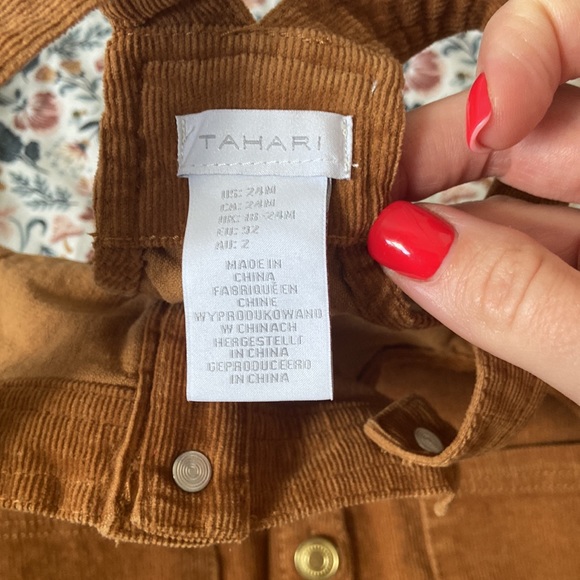 TAHARI
US: 24M
CA: 24M
UK: 18-24M
EU: 92
AU: 2
MADE IN
CHINA
FABRIQUÈ EN
CHINE
WYPRODUKOWANO
W CHINACH
HERGESTELLT
IN CHINA
GEPRODUCEERD
IN CHINA